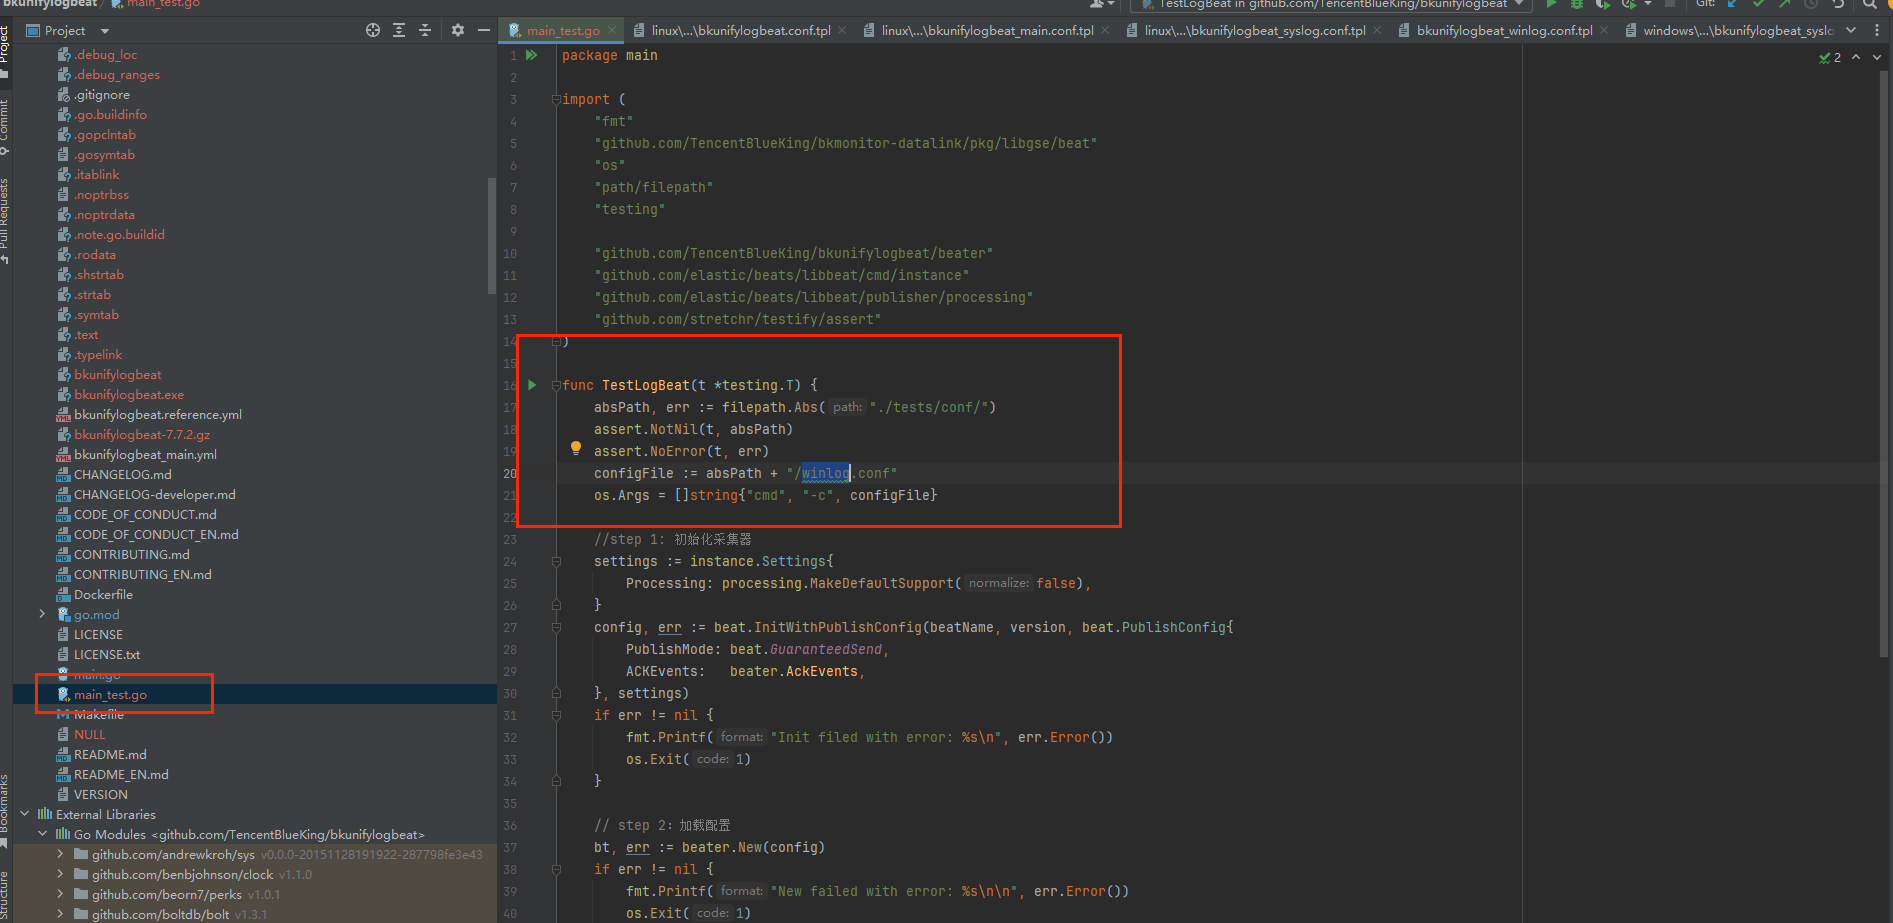 bkunifylogbeat main_test.go
TestLogBeat in github.com/TencentBlueKing/bkunifylogbeat
Git:
Project
main_test.go
linux\...\bkunifylogbeat.conf.tpl
linux\...\bkunifylogbeat_main.conf.tpl
linux\...\bkunifylogbeat_syslog.conf.tpl
bkunifylogbeat_winlog.conf.tpl
windows\...\bkunifylogbeat_syslo
Project
Commit
Pull Requests
Bookmarks
Structure
.debug_loc
.debug_ranges
.gitignore
.go.buildinfo
.gopclntab
.gosymtab
.itablink
.noptrbss
.noptrdata
.note.go.buildid
.rodata
.shstrtab
.strtab
.symtab
.text
.typelink
bkunifylogbeat
bkunifylogbeat.exe
bkunifylogbeat.reference.yml
bkunifylogbeat-7.7.2.gz
bkunifylogbeat_main.yml
CHANGELOG.md
CHANGELOG-developer.md
CODE_OF_CONDUCT.md
CODE_OF_CONDUCT_EN.md
CONTRIBUTING.md
CONTRIBUTING_EN.md
Dockerfile
go.mod
LICENSE
LICENSE.txt
main.go
main_test.go
Makefile
NULL
README.md
README_EN.md
VERSION
External Libraries
Go Modules <github.com/TencentBlueKing/bkunifylogbeat>
github.com/andrewkroh/sys v0.0.0-20151128191922-287798fe3e43
github.com/benbjohnson/clock v1.1.0
github.com/beorn7/perks v1.0.1
github.com/boltdb/bolt v1.3.1
2
1 package main
2
3 import (
4 "fmt"
5 "github.com/TencentBlueKing/bkmonitor-datalink/pkg/libgse/beat"
6 "os"
7 "path/filepath"
8 "testing"
9
10 "github.com/TencentBlueKing/bkunifylogbeat/beater"
11 "github.com/elastic/beats/libbeat/cmd/instance"
12 "github.com/elastic/beats/libbeat/publisher/processing"
13 "github.com/stretchr/testify/assert"
14 )
15
16 func TestLogBeat(t *testing.T) {
17 absPath, err := filepath.Abs( path: "./tests/conf/")
18 assert.NotNil(t, absPath)
19 assert.NoError(t, err)
20 configFile := absPath + "/winlog.conf"
21 os.Args = []string{"cmd", "-c", configFile}
22
23 //step 1: 初始化采集器
24 settings := instance.Settings{
25 Processing: processing.MakeDefaultSupport( normalize: false),
26 }
27 config, err := beat.InitWithPublishConfig(beatName, version, beat.PublishConfig{
28 PublishMode: beat.GuaranteedSend,
29 ACKEvents: beater.AckEvents,
30 }, settings)
31 if err != nil {
32 fmt.Printf( format: "Init filed with error: %s\n", err.Error())
33 os.Exit( code: 1)
34 }
35
36 // step 2: 加载配置
37 bt, err := beater.New(config)
38 if err != nil {
39 fmt.Printf( format: "New failed with error: %s\n\n", err.Error())
40 os.Exit( code: 1)